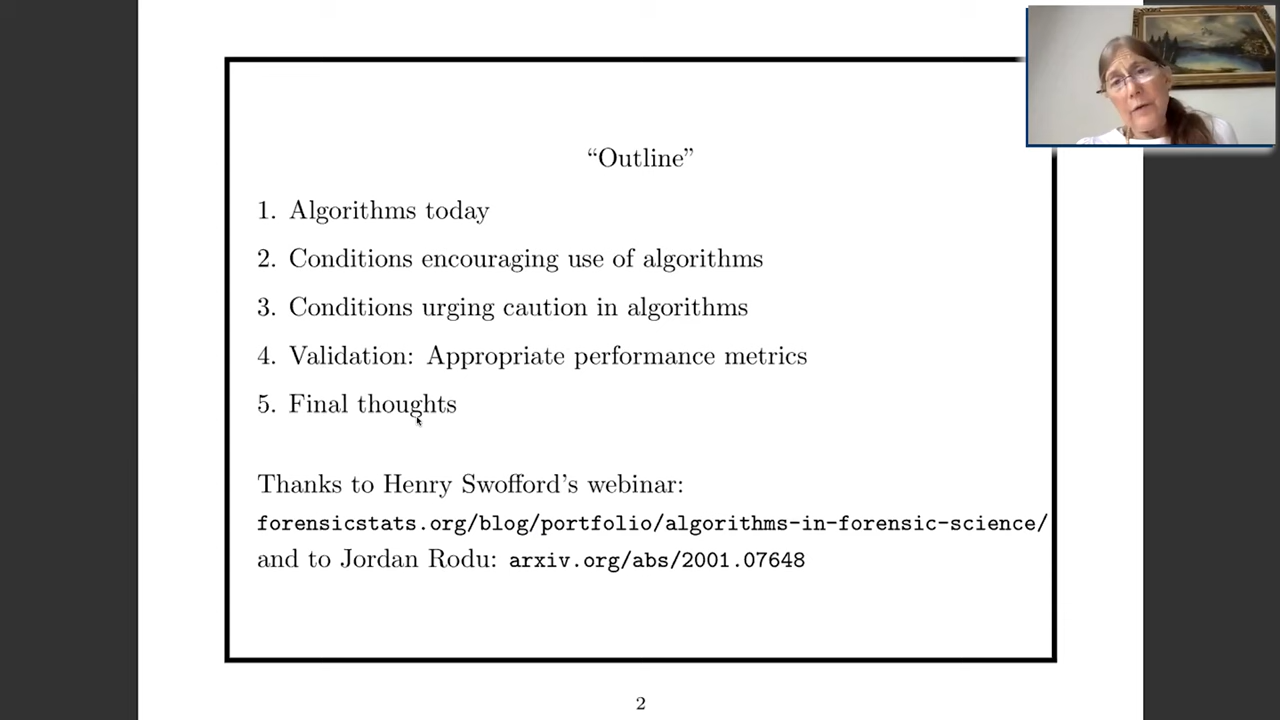 “Outline”
1. Algorithms today
2. Conditions encouraging use of algorithms
3. Conditions urging caution in algorithms
4. Validation: Appropriate performance metrics
5. Final thoughts
Thanks to Henry Swofford’s webinar:
forensicstats.org/blog/portfolio/algorithms-in-forensic-science/
and to Jordan Rodu: arxiv.org/abs/2001.07648
2